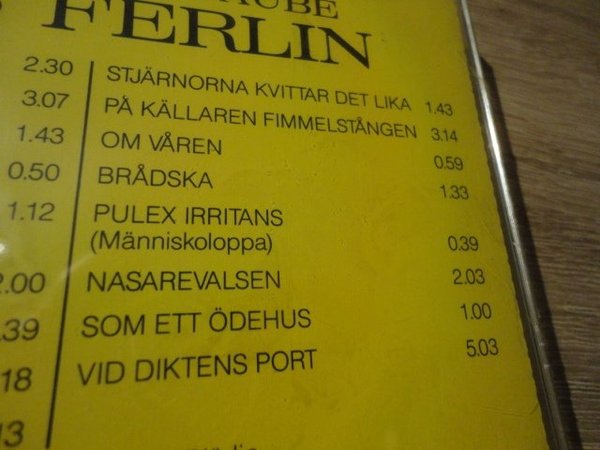 FERLIN
2.30
3.07
1.43
0.50
1.12
2.00
.39
18
13
STJÄRNORNA KVITTAR DET LIKA 1.43
PÅ KÄLLAREN FIMMELSTÅNGEN 3.14
OM VÅREN 0.59
BRÅDSKA 1.33
PULEX IRRITANS
(Människoloppa) 0.39
NASAREVALSEN 2.03
SOM ETT ÖDEHUS 1.00
VID DIKTENS PORT 5.03